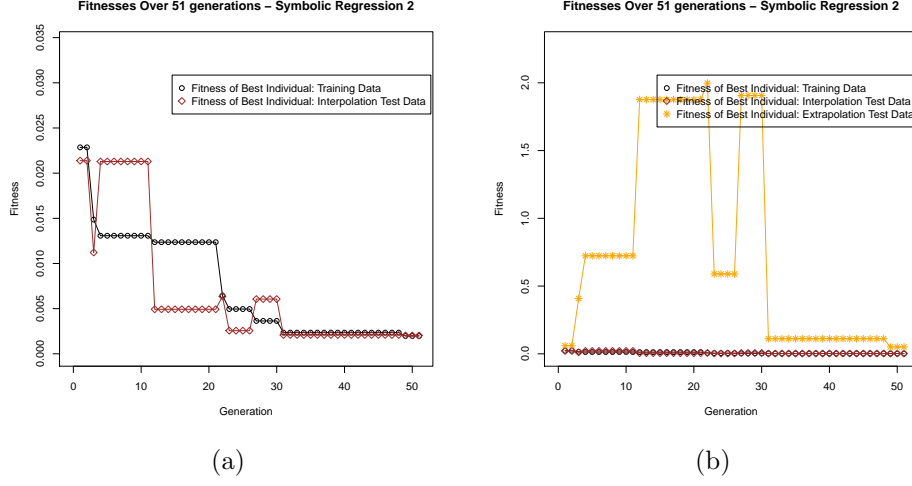 Fitnesses Over 51 generations – Symbolic Regression 2
Fitness
0.035
0.030
0.025
0.020
0.015
0.010
0.005
0.000
Fitness of Best Individual: Training Data
Fitness of Best Individual: Interpolation Test Data
0 10 20 30 40 50
Generation
(a)
Fitnesses Over 51 generations – Symbolic Regression 2
Fitness
2.0
1.5
1.0
0.5
0.0
Fitness of Best Individual: Training Data
Fitness of Best Individual: Interpolation Test Data
Fitness of Best Individual: Extrapolation Test Data
0 10 20 30 40 50
Generation
(b)